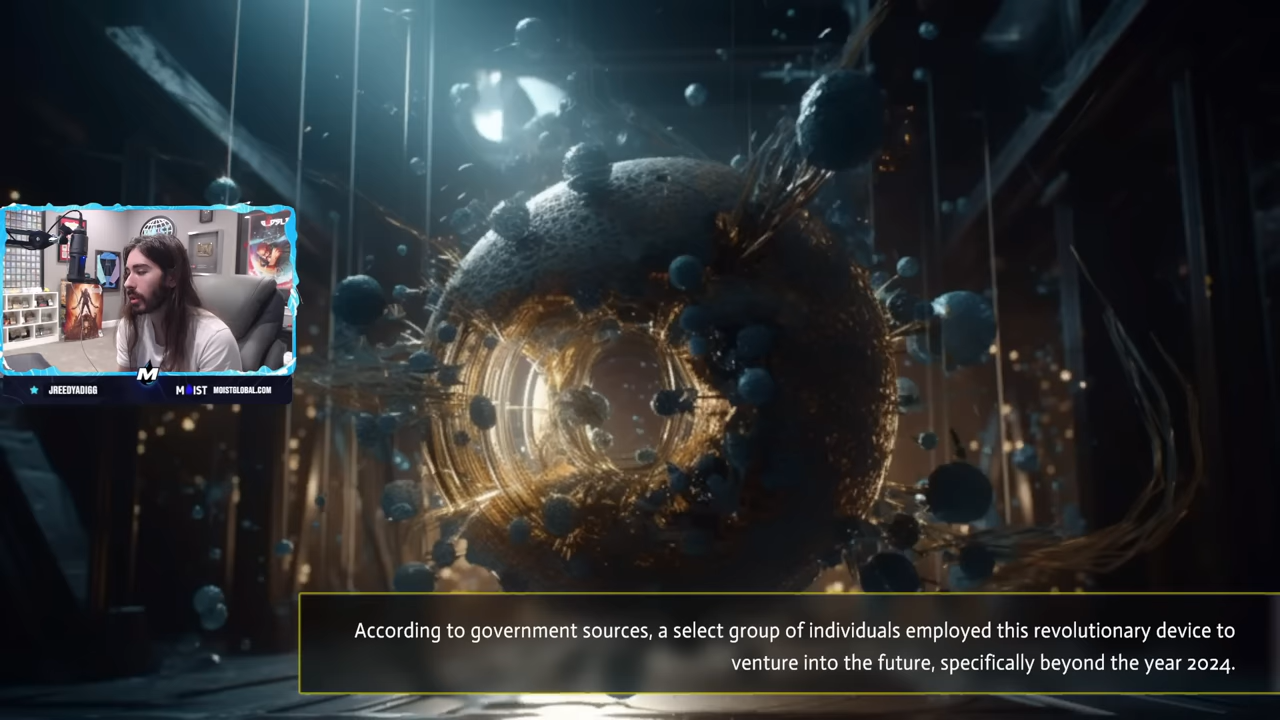 JREEDYADIGG
M
MOIST
MOISTGLOBAL.COM
According to government sources, a select group of individuals employed this revolutionary device to
venture into the future, specifically beyond the year 2024.